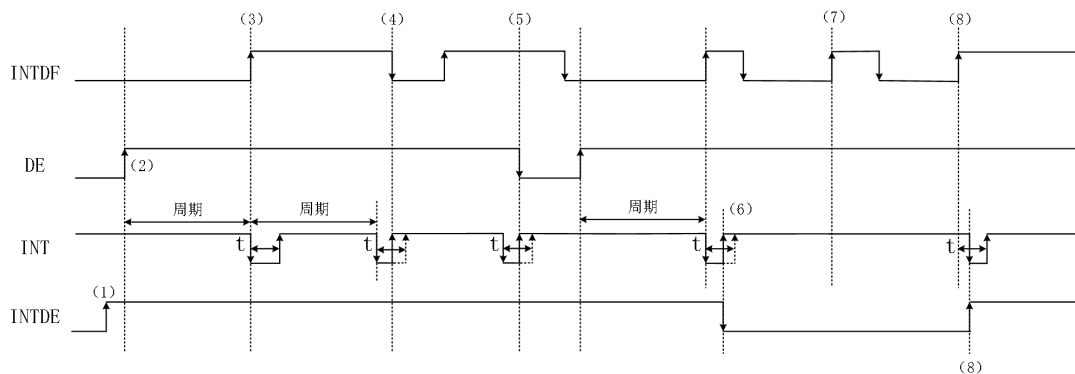 (3) (4) (5) (7) (8)
INTDF
DE (2)
周期 周期 周期 (6)
INT t t t t t
INTDE (1)
(8)